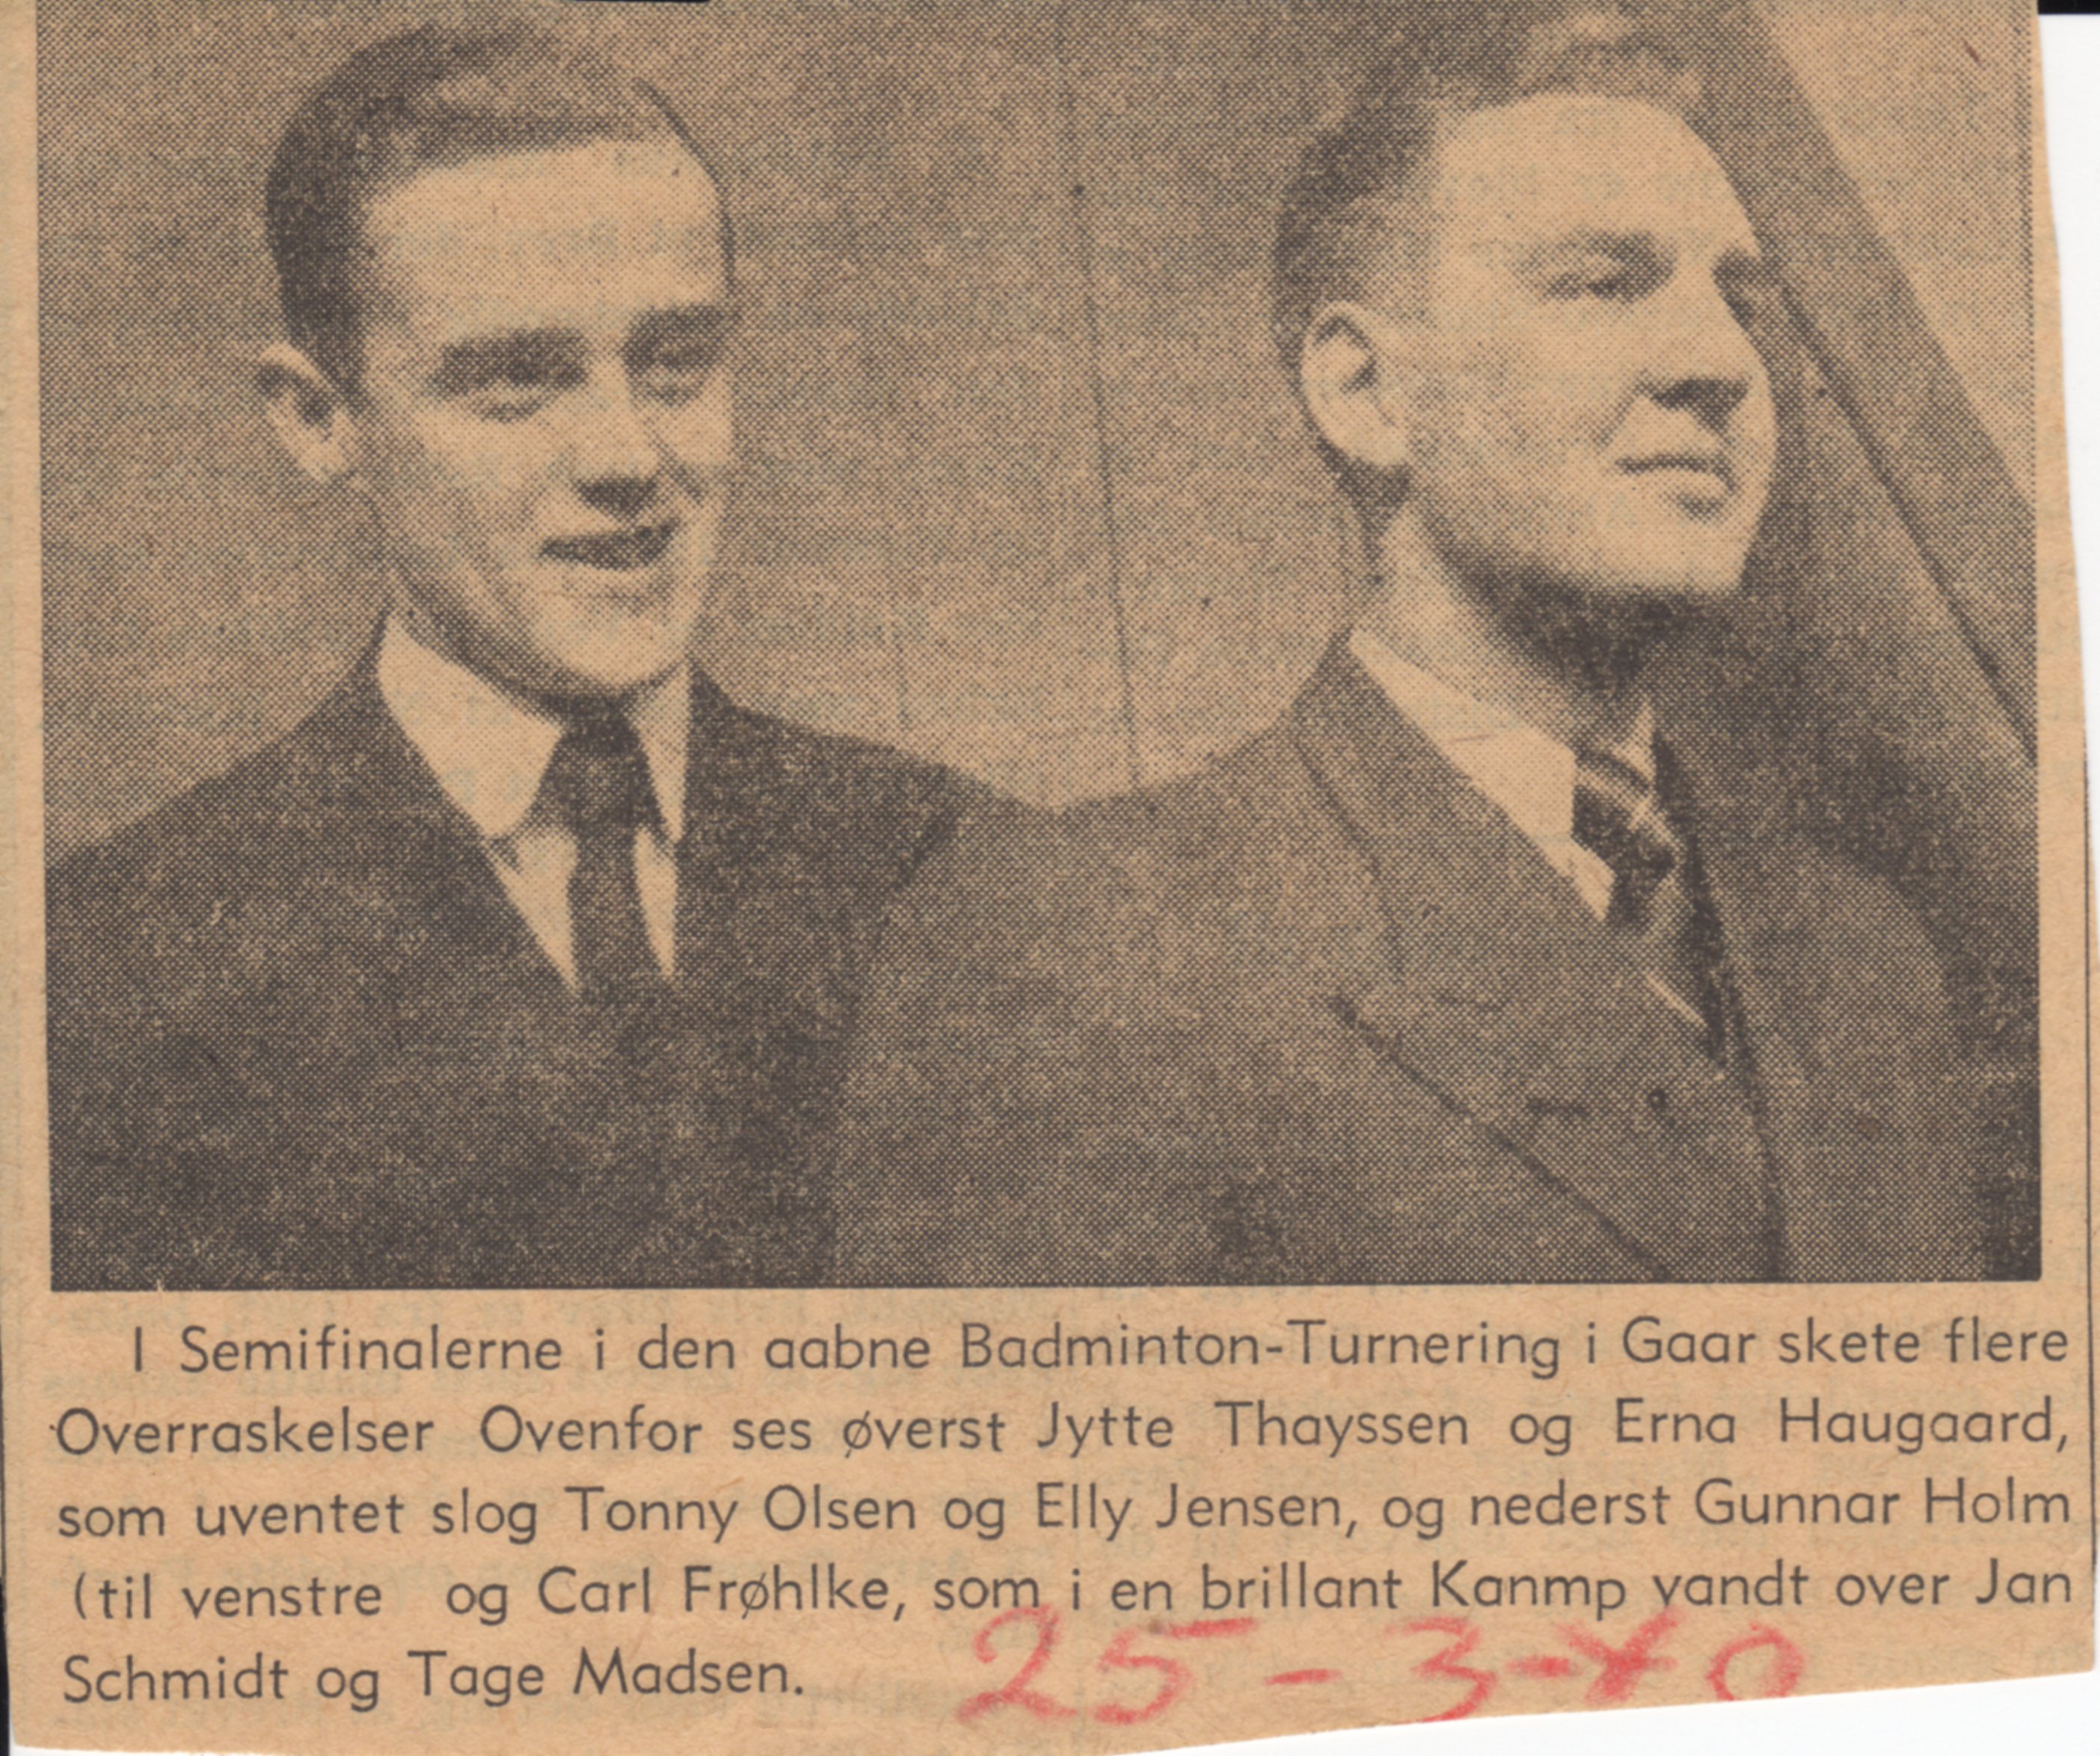 I Semifinalerne i den aabne Badminton-Turnering i Gaar skete flere
Overraskelser Ovenfor ses øverst Jytte Thayssen og Erna Haugaard,
som uventet slog Tonny Olsen og Elly Jensen, og nederst Gunnar Holm
(til venstre og Carl Frøhlke, som i en brillant Kanmp vandt over Jan
Schmidt og Tage Madsen.
25-3-40